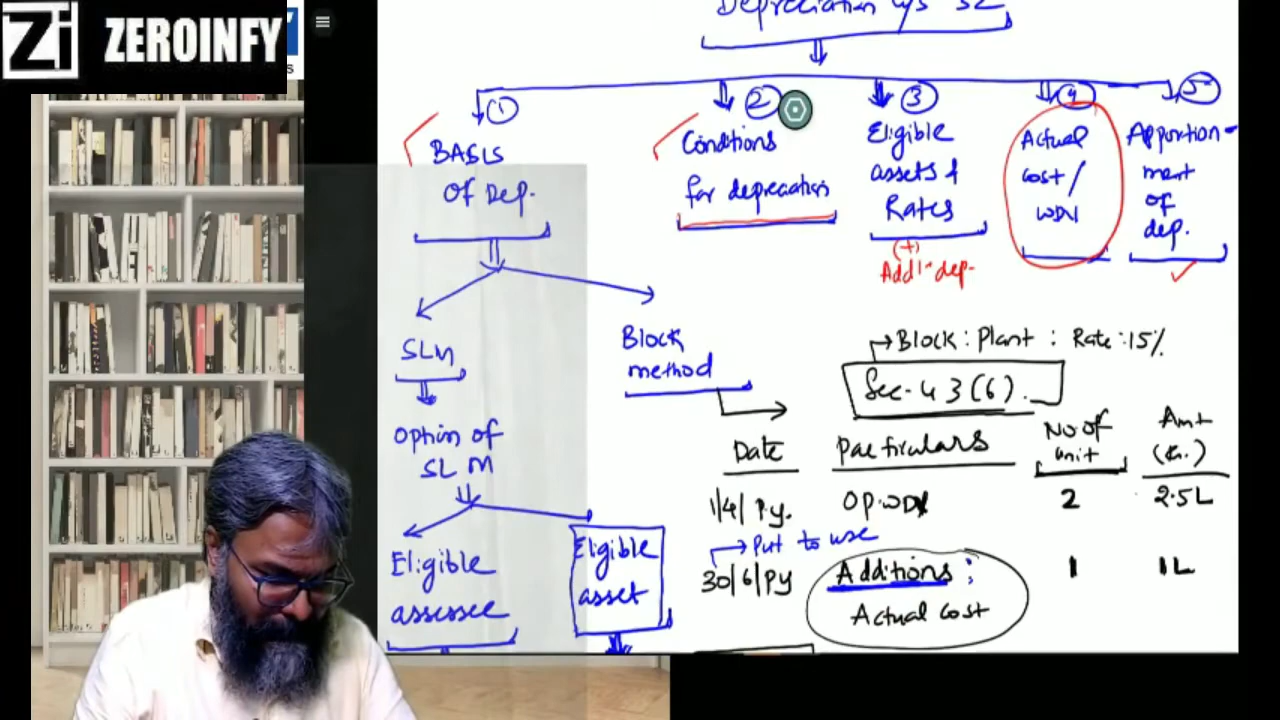 Zi ZEROINFY
Depreciation u/s 32
① BASIS
of Dep.
② Conditions
for depreciation
③ Eligible
assets &
Rates
(+)
Addl. dep.
④ Actual
cost /
WDV
⑤ Apportion-
ment
of
dep.
SLM
Option of
SLM
Eligible
assessee
Eligible
asset
Block
method
Block : Plant : Rate : 15%
Sec-43(6).
Date Particulars No of unit Amt (Rs.)
1/4/P.y. Op. WDV 2 2.5L
Put to use
30/6/Py Additions : 1 1L
Actual cost